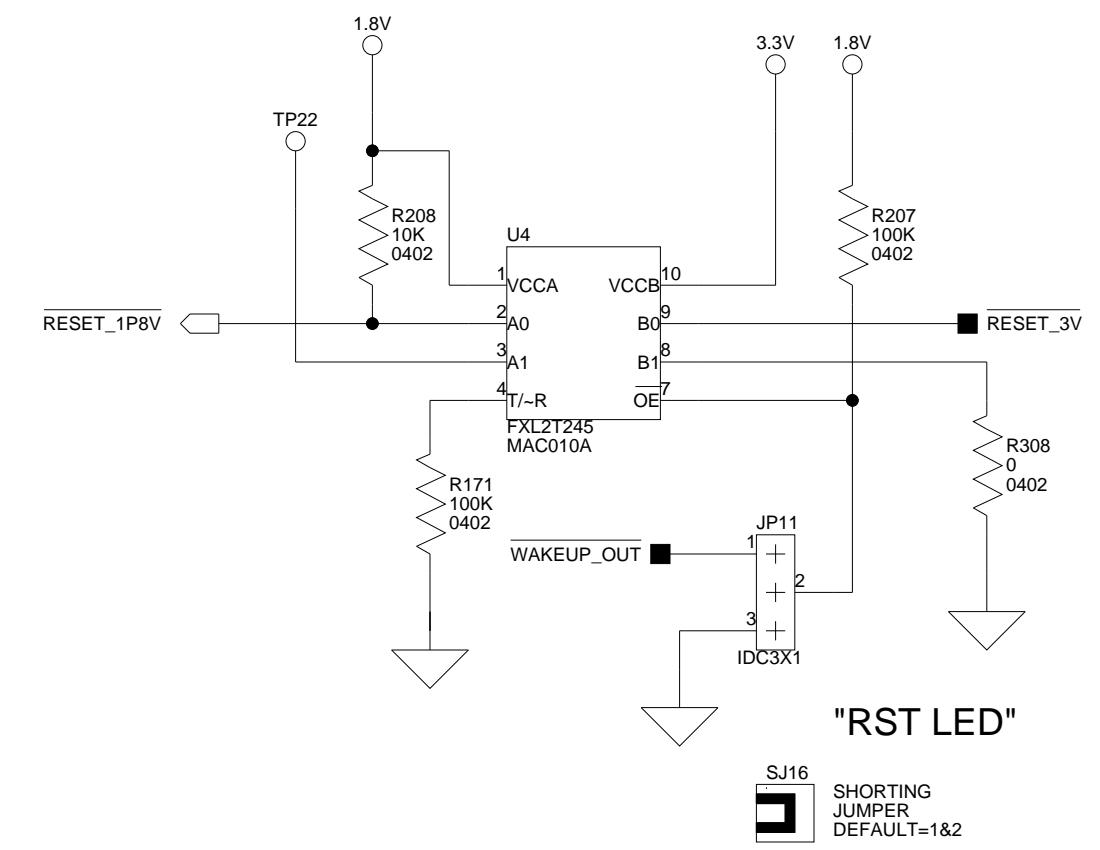 1.8V
3.3V
1.8V
TP22
R208
10K
0402
R207
100K
0402
U4
1
VCCA
VCCB
10
RESET_1P8V
2
A0
B0
9
RESET_3V
3
A1
B1
8
4
T/~R
OE
7
FXL2T245
MAC010A
R171
100K
0402
R308
0
0402
JP11
WAKEUP_OUT
1
2
3
IDC3X1
"RST LED"
SJ16
SHORTING
JUMPER
DEFAULT=1&2